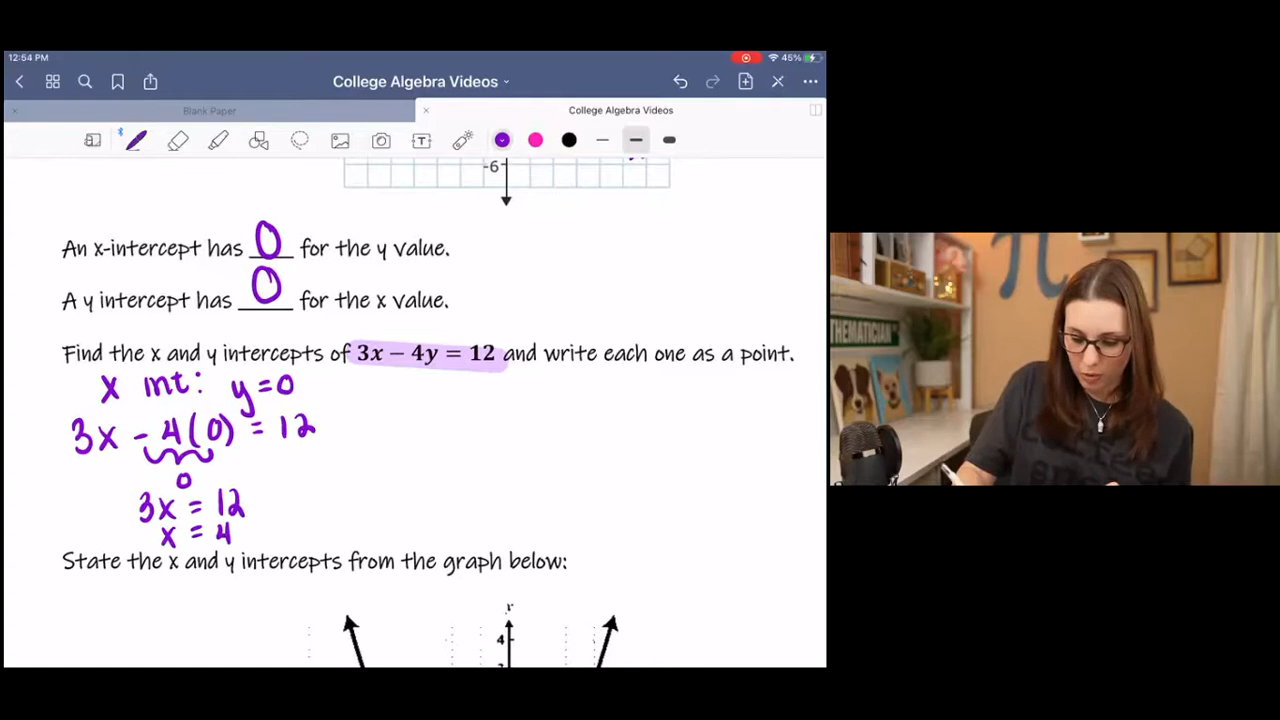 12:54 PM
45%
College Algebra Videos
Blank Paper
College Algebra Videos
-6
An x-intercept has 0 for the y value.
A y intercept has 0 for the x value.
Find the x and y intercepts of 3x − 4y = 12 and write each one as a point.
x int: y=0
3x - 4(0) = 12
0
3x = 12
x = 4
State the x and y intercepts from the graph below:
4
THEMATICIAN